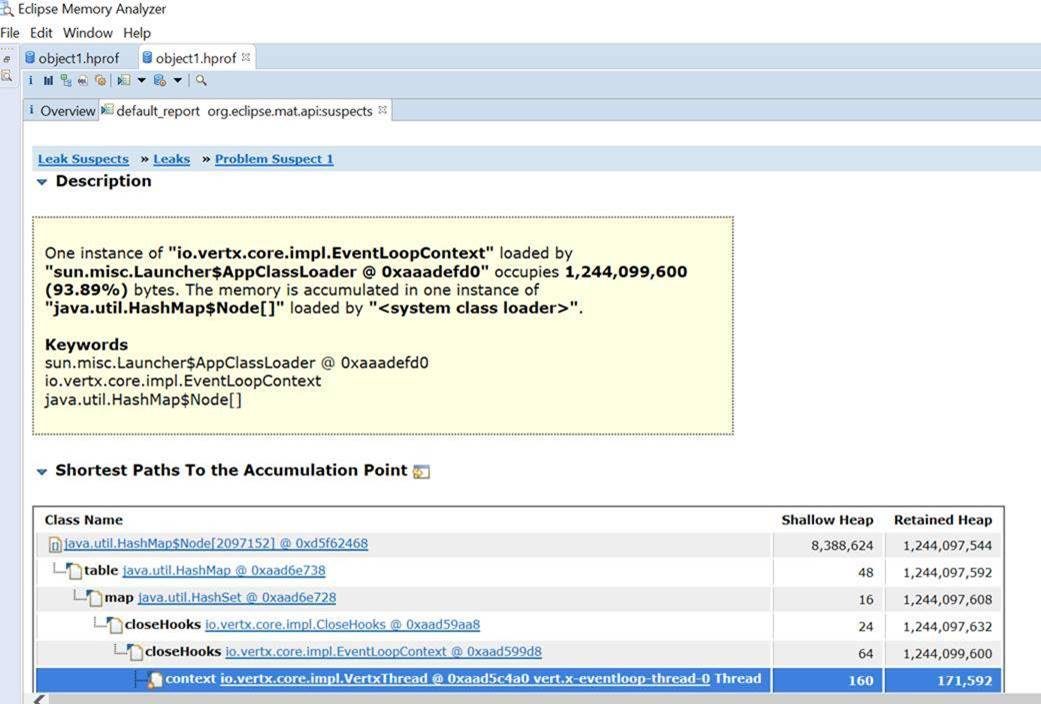 Eclipse Memory Analyzer
File Edit Window Help
object1.hprof object1.hprof
i Overview default_report org.eclipse.mat.api:suspects
Leak Suspects » Leaks » Problem Suspect 1
Description
One instance of "io.vertx.core.impl.EventLoopContext" loaded by
"sun.misc.Launcher$AppClassLoader @ 0xaaadefd0" occupies 1,244,099,600
(93.89%) bytes. The memory is accumulated in one instance of
"java.util.HashMap$Node[]" loaded by "<system class loader>".
Keywords
sun.misc.Launcher$AppClassLoader @ 0xaaadefd0
io.vertx.core.impl.EventLoopContext
java.util.HashMap$Node[]
Shortest Paths To the Accumulation Point
Class Name Shallow Heap Retained Heap
java.util.HashMap$Node[2097152] @ 0xd5f62468 8,388,624 1,244,097,544
table java.util.HashMap @ 0xaad6e738 48 1,244,097,592
map java.util.HashSet @ 0xaad6e728 16 1,244,097,608
closeHooks io.vertx.core.impl.CloseHooks @ 0xaad59aa8 24 1,244,097,632
closeHooks io.vertx.core.impl.EventLoopContext @ 0xaad599d8 64 1,244,099,600
context io.vertx.core.impl.VertxThread @ 0xaad5c4a0 vert.x-eventloop-thread-0 Thread 160 171,592